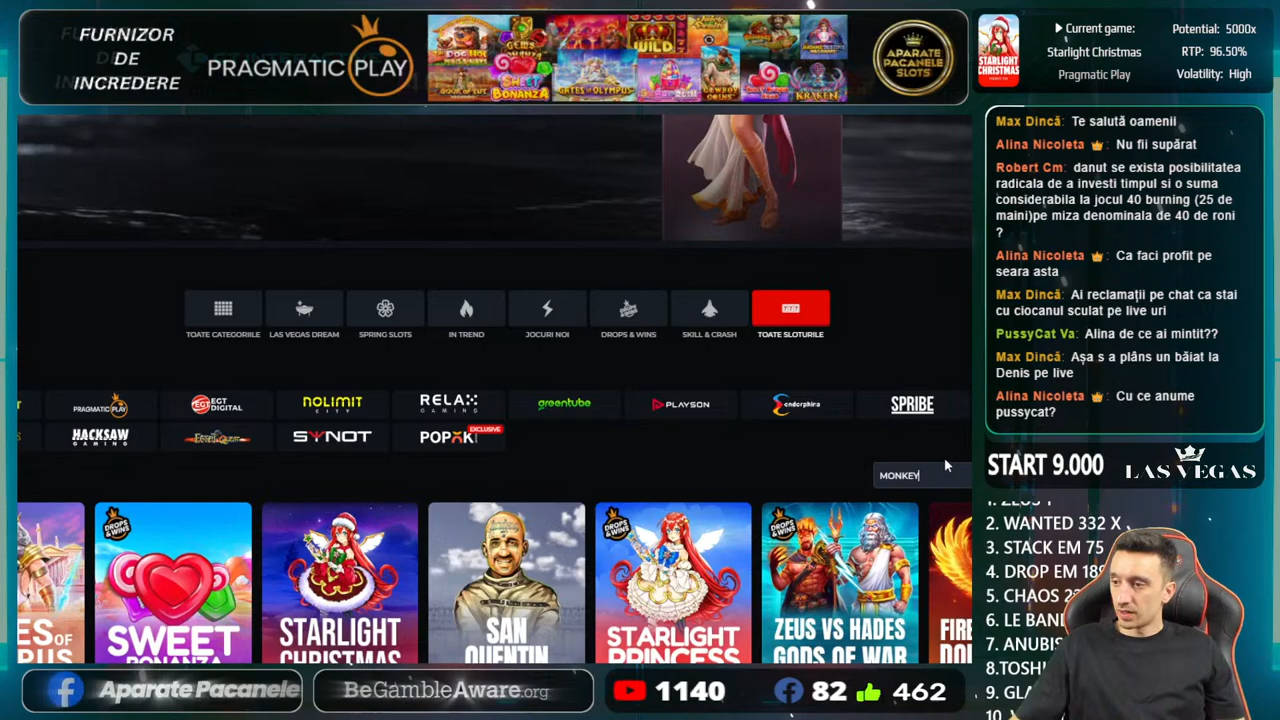 FURNIZOR
DE
INCREDERE
PRAGMATIC PLAY
APARATE
PACANELE
SLOTS
Current game:
Starlight Christmas
Pragmatic Play
Potential: 5000x
RTP: 96.50%
Volatility: High
Max Dincă: Te salută oamenii
Alina Nicoleta : Nu fii supărat
Robert Cm: danut se exista posibilitatea
radicala de a investi timpul si o suma
considerabila la jocul 40 burning (25 de
maini)pe miza denominala de 40 de roni
?
Alina Nicoleta : Ca faci profit pe
seara asta
Max Dincă: Ai reclamații pe chat ca stai
cu ciocanul sculat pe live uri
PussyCat Va: Alina de ce ai mintit??
Max Dincă: Așa s a plâns un băiat la
Denis pe live
Alina Nicoleta : Cu ce anume
pussycat?
TOATE CATEGORIILE
LAS VEGAS DREAM
SPRING SLOTS
IN TREND
JOCURI NOI
DROPS & WINS
SKILL & CRASH
TOATE SLOTURILE
PRAGMATIC PLAY
EGT DIGITAL
NOLIMIT CITY
RELAX GAMING
greentube
PLAYSON
endorphina
SPRIBE
HACKSAW GAMING
SYNOT
POPOK
EXCLUSIVE
MONKEY
START 9.000
LAS VEGAS
2. WANTED 332 X
3. STACK EM 75
4. DROP EM
5. CHAOS
6. LE
7. ANUBIS
8.
9.
10.
DROPS & WINS
SWEET
BONANZA
STARLIGHT
CHRISTMAS
SAN
QUENTIN
DROPS & WINS
STARLIGHT
PRINCESS
DROPS & WINS
ZEUS VS HADES
GODS OF WAR
Aparate Pacanele
BeGambleAware.org
1140
82
462